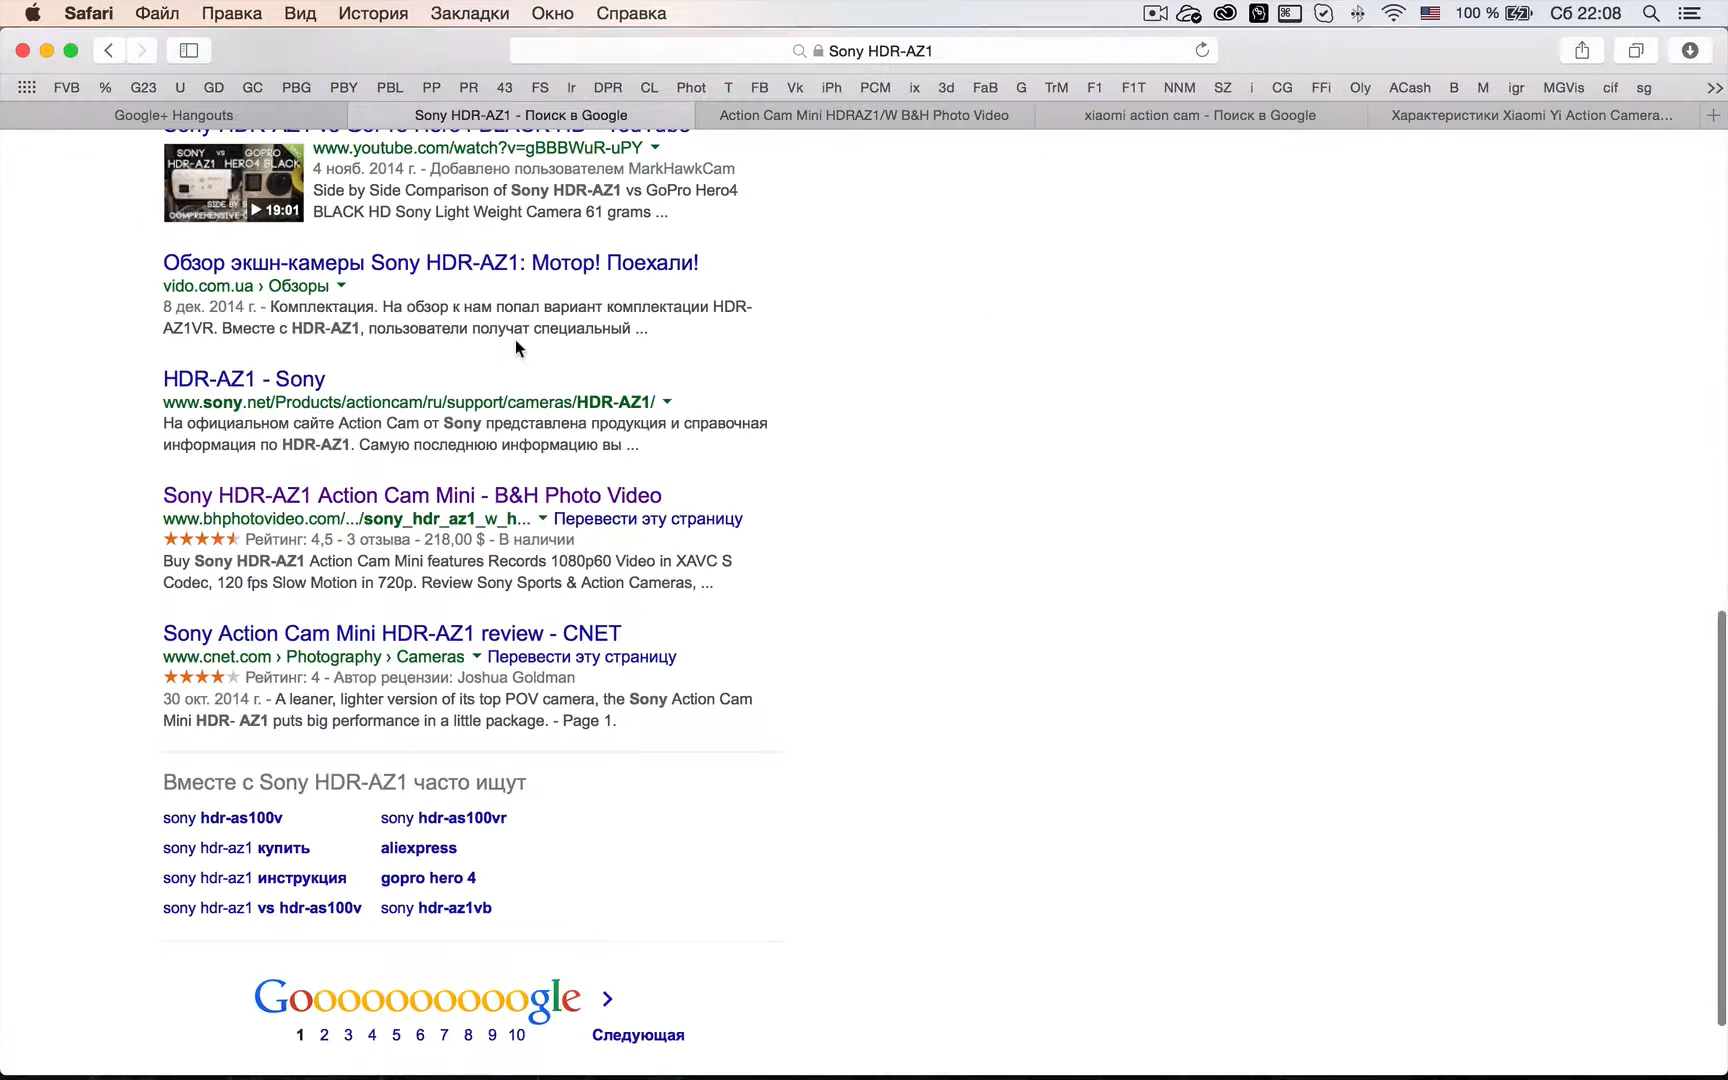 Safari Файл Правка Вид История Закладки Окно Справка 100 % Сб 22:08
Sony HDR-AZ1
FVB % G23 U GD GC PBG PBY PBL PP PR 43 FS Ir DPR CL Phot T FB Vk iPh PCM ix 3d FaB G TrM F1 F1T NNM SZ i CG FFi Oly ACash B M igr MGVis cif sg
Google+ Hangouts
Sony HDR-AZ1 - Поиск в Google
Action Cam Mini HDRAZ1/W B&H Photo Video
xiaomi action cam - Поиск в Google
Характеристики Xiaomi Yi Action Camera...
Sony HDR-AZ1 vs GoPro Hero4 BLACK HD - YouTube
SONY vs GOPRO
HDR-AZ1 HERO4 BLACK
SIDE BY S
COMPREHENSIVE
19:01
www.youtube.com/watch?v=gBBBWuR-uPY
4 нояб. 2014 г. - Добавлено пользователем MarkHawkCam
Side by Side Comparison of Sony HDR-AZ1 vs GoPro Hero4
BLACK HD Sony Light Weight Camera 61 grams ...
Обзор экшн-камеры Sony HDR-AZ1: Мотор! Поехали!
vido.com.ua › Обзоры
8 дек. 2014 г. - Комплектация. На обзор к нам попал вариант комплектации HDR-
AZ1VR. Вместе с HDR-AZ1, пользователи получат специальный ...
HDR-AZ1 - Sony
www.sony.net/Products/actioncam/ru/support/cameras/HDR-AZ1/
На официальном сайте Action Cam от Sony представлена продукция и справочная
информация по HDR-AZ1. Самую последнюю информацию вы ...
Sony HDR-AZ1 Action Cam Mini - B&H Photo Video
www.bhphotovideo.com/.../sony_hdr_az1_w_h... Перевести эту страницу
Рейтинг: 4,5 - 3 отзыва - 218,00 $ - В наличии
Buy Sony HDR-AZ1 Action Cam Mini features Records 1080p60 Video in XAVC S
Codec, 120 fps Slow Motion in 720p. Review Sony Sports & Action Cameras, ...
Sony Action Cam Mini HDR-AZ1 review - CNET
www.cnet.com › Photography › Cameras Перевести эту страницу
Рейтинг: 4 - Автор рецензии: Joshua Goldman
30 окт. 2014 г. - A leaner, lighter version of its top POV camera, the Sony Action Cam
Mini HDR- AZ1 puts big performance in a little package. - Page 1.
Вместе с Sony HDR-AZ1 часто ищут
sony hdr-as100v sony hdr-as100vr
sony hdr-az1 купить aliexpress
sony hdr-az1 инструкция gopro hero 4
sony hdr-az1 vs hdr-as100v sony hdr-az1vb
Goooooooooogle
1 2 3 4 5 6 7 8 9 10 Следующая